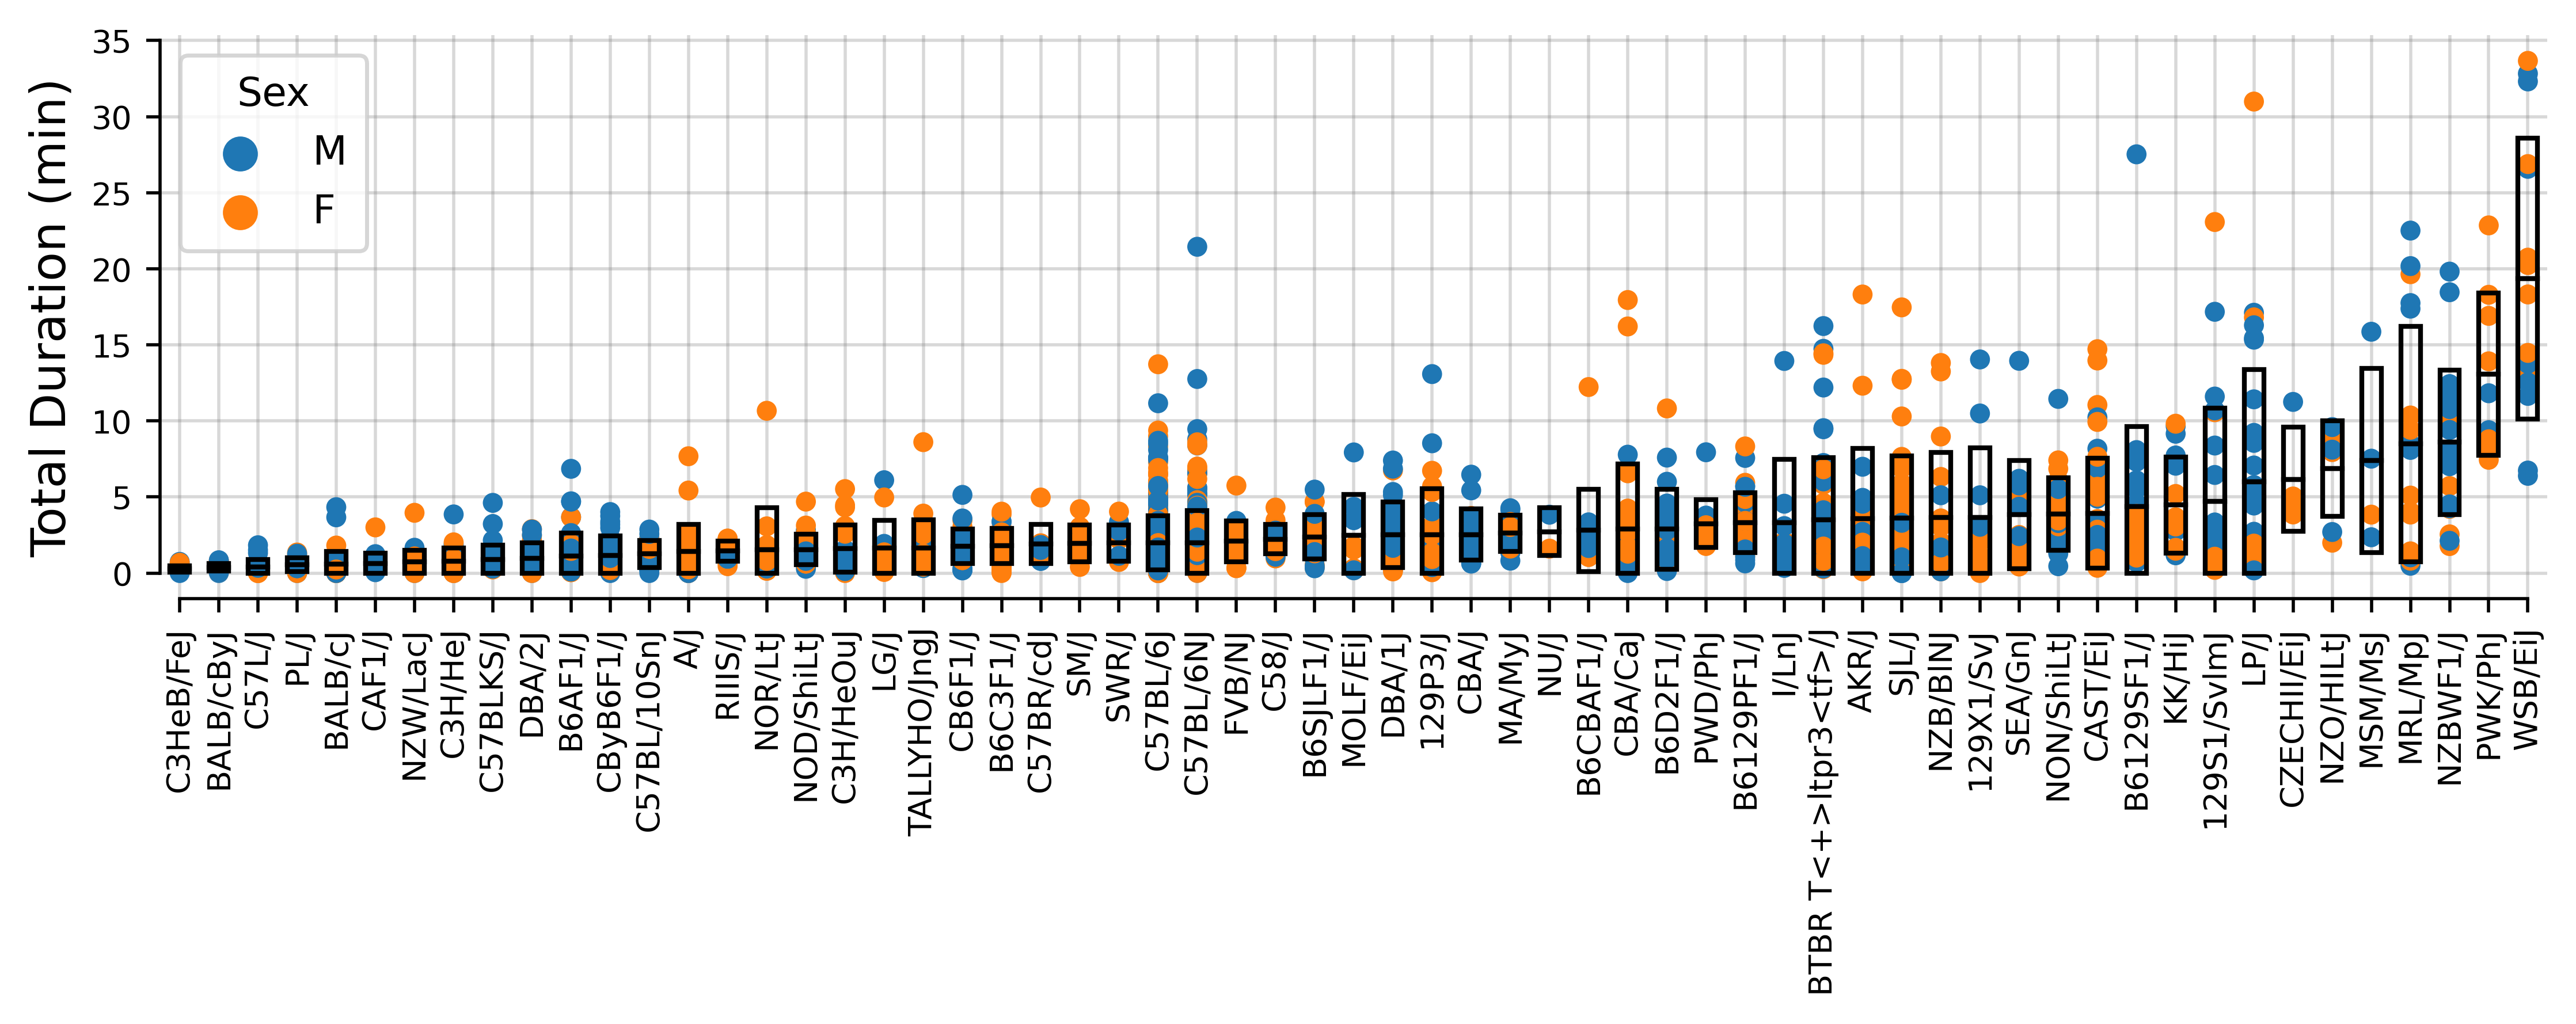 Total Duration (min)
35
30
25
20
15
10
5
0
Sex
M
F
C3HeB/FeJ
BALB/cByJ
C57L/J
PL/J
BALB/cJ
CAF1/J
NZW/LacJ
C3H/HeJ
C57BLKS/J
DBA/2J
B6AF1/J
CByB6F1/J
C57BL/10SnJ
A/J
RIIIS/J
NOR/LtJ
NOD/ShiLtJ
C3H/HeOuJ
LG/J
TALLYHO/JngJ
CB6F1/J
B6C3F1/J
C57BR/cdJ
SM/J
SWR/J
C57BL/6J
C57BL/6NJ
FVB/NJ
C58/J
B6SJLF1/J
MOLF/EiJ
DBA/1J
129P3/J
CBA/J
MA/MyJ
NU/J
B6CBAF1/J
CBA/CaJ
B6D2F1/J
PWD/PhJ
B6129PF1/J
I/LnJ
BTBR T<+>ltpr3<tf>/J
AKR/J
SJL/J
NZB/BlNJ
129X1/SvJ
SEA/GnJ
NON/ShiLtJ
CAST/EiJ
B6129SF1/J
KK/HiJ
129S1/SvImJ
LP/J
CZECHII/EiJ
NZO/HlLtJ
MSM/MsJ
MRL/MpJ
NZBWF1/J
PWK/PhJ
WSB/EiJ